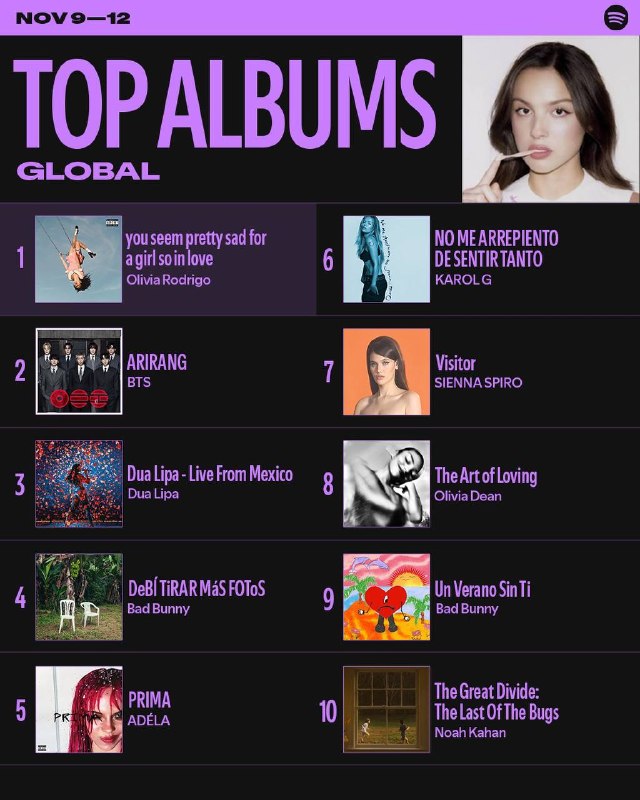 NOV 9—12
TOP ALBUMS
GLOBAL
1
you seem pretty sad for
a girl so in love
Olivia Rodrigo
2
ARIRANG
BTS
3
Dua Lipa - Live From Mexico
Dua Lipa
4
DeBÍ TiRAR MáS FOToS
Bad Bunny
5
PRIMA
PRIMA
ADÉLA
6
NO ME ARREPIENTO
DE SENTIR TANTO
KAROL G
7
Visitor
SIENNA SPIRO
8
The Art of Loving
Olivia Dean
9
Un Verano Sin Ti
Bad Bunny
10
The Great Divide:
The Last Of The Bugs
Noah Kahan